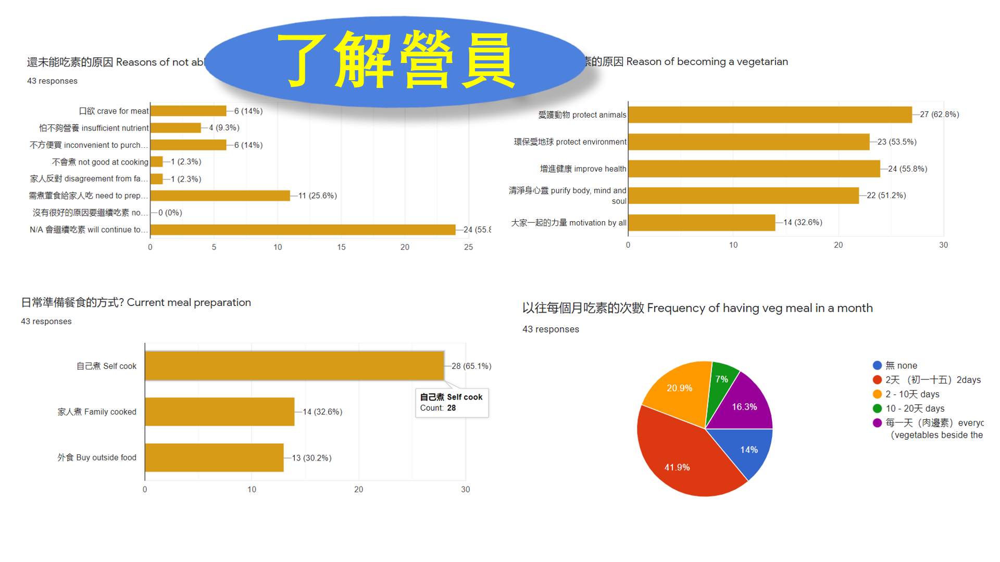 了解營員
還未能吃素的原因 Reasons of not abl
43 responses
口欲 crave for meat
6 (14%)
怕不夠營養 insufficient nutrient
4 (9.3%)
不方便買 inconvenient to purch…
6 (14%)
不會煮 not good at cooking
1 (2.3%)
家人反對 disagreement from fa…
1 (2.3%)
需煮葷食給家人吃 need to prep…
11 (25.6%)
沒有很好的原因要繼續吃素 no…
0 (0%)
N/A 會繼續吃素 will continue to…
24 (55.8
0 5 10 15 20 25
素的原因 Reason of becoming a vegetarian
愛護動物 protect animals
27 (62.8%)
環保愛地球 protect environment
23 (53.5%)
增進健康 improve health
24 (55.8%)
清淨身心靈 purify body, mind and
soul
22 (51.2%)
大家一起的力量 motivation by all
14 (32.6%)
0 10 20 30
日常準備餐食的方式? Current meal preparation
43 responses
自己煮 Self cook
28 (65.1%)
自己煮 Self cook
Count: 28
家人煮 Family cooked
14 (32.6%)
外食 Buy outside food
13 (30.2%)
0 10 20 30
以往每個月吃素的次數 Frequency of having veg meal in a month
43 responses
7%
20.9%
16.3%
14%
41.9%
無 none
2天 （初一十五）2days
2 - 10天 days
10 - 20天 days
每一天（肉邊素）everyc
（vegetables beside the